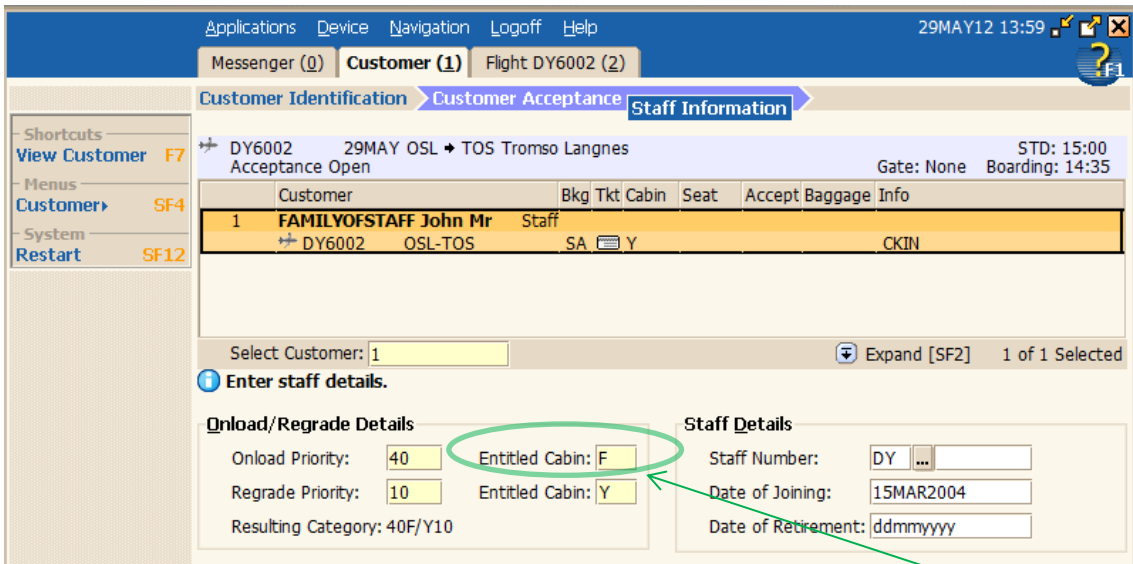 Applications Device Navigation Logoff Help 29MAY12 13:59
Messenger (0) Customer (1) Flight DY6002 (2) ? F1
Customer Identification Customer Acceptance Staff Information
Shortcuts
View Customer F7
Menus
Customer SF4
System
Restart SF12
DY6002 29MAY OSL → TOS Tromso Langnes STD: 15:00
Acceptance Open Gate: None Boarding: 14:35
Customer Bkg Tkt Cabin Seat Accept Baggage Info
1 FAMILYOFSTAFF John Mr Staff
DY6002 OSL-TOS SA Y CKIN
Select Customer: 1 Expand [SF2] 1 of 1 Selected
Enter staff details.
Onload/Regrade Details Staff Details
Onload Priority: 40 Entitled Cabin: F Staff Number: DY ...
Regrade Priority: 10 Entitled Cabin: Y Date of Joining: 15MAR2004
Resulting Category: 40F/Y10 Date of Retirement: ddmmyyyy